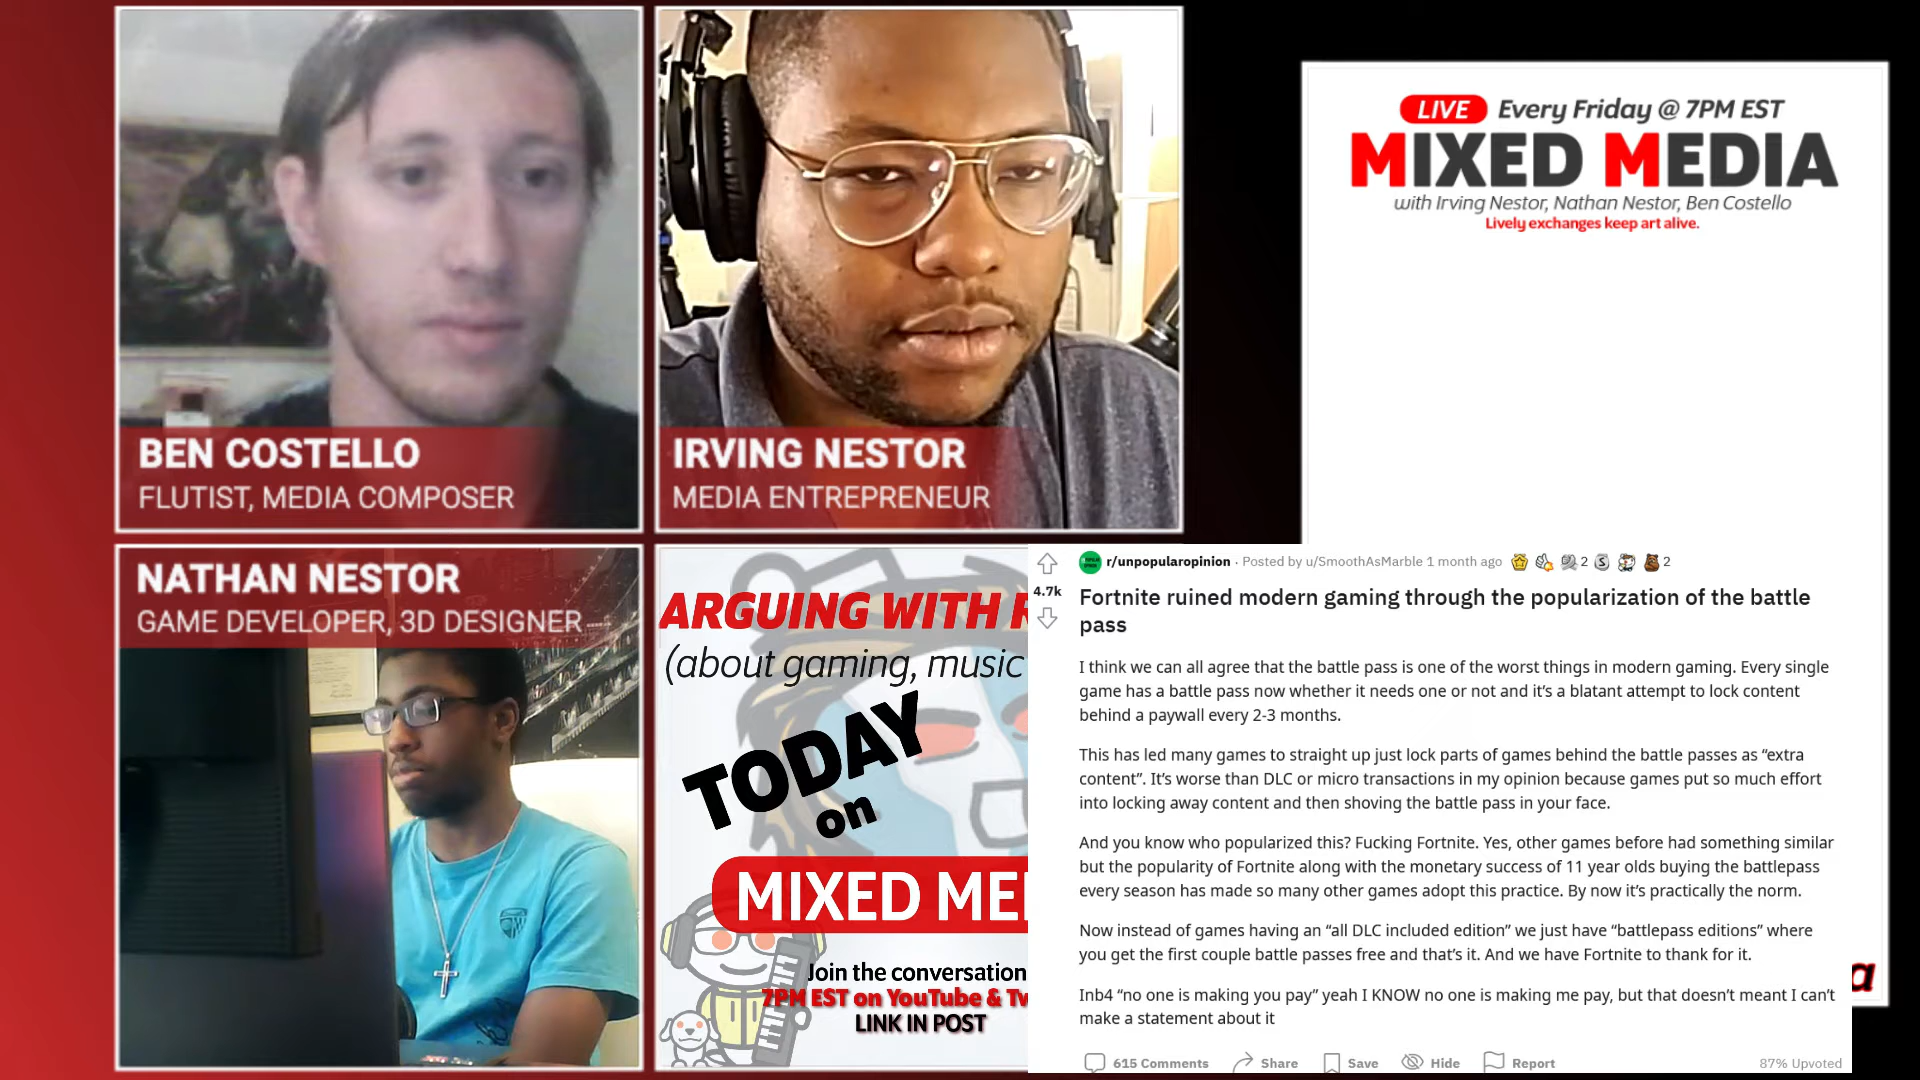 BEN COSTELLO
FLUTIST, MEDIA COMPOSER
IRVING NESTOR
MEDIA ENTREPRENEUR
LIVE Every Friday @ 7PM EST
MIXED MEDIA
with Irving Nestor, Nathan Nestor, Ben Costello
Lively exchanges keep art alive.
NATHAN NESTOR
GAME DEVELOPER, 3D DESIGNER
ARGUING WITH R
(about gaming, music
TODAY
on
MIXED ME
Join the conversation
7PM EST on YouTube & Tw
LINK IN POST
r/unpopularopinion · Posted by u/SmoothAsMarble 1 month ago 2 2
4.7k
Fortnite ruined modern gaming through the popularization of the battle
pass
I think we can all agree that the battle pass is one of the worst things in modern gaming. Every single
game has a battle pass now whether it needs one or not and it's a blatant attempt to lock content
behind a paywall every 2-3 months.
This has led many games to straight up just lock parts of games behind the battle passes as “extra
content”. It's worse than DLC or micro transactions in my opinion because games put so much effort
into locking away content and then shoving the battle pass in your face.
And you know who popularized this? Fucking Fortnite. Yes, other games before had something similar
but the popularity of Fortnite along with the monetary success of 11 year olds buying the battlepass
every season has made so many other games adopt this practice. By now it's practically the norm.
Now instead of games having an “all DLC included edition” we just have “battlepass editions” where
you get the first couple battle passes free and that's it. And we have Fortnite to thank for it.
Inb4 “no one is making you pay” yeah I KNOW no one is making me pay, but that doesn't meant I can't
make a statement about it
615 Comments Share Save Hide Report 87% Upvoted
a